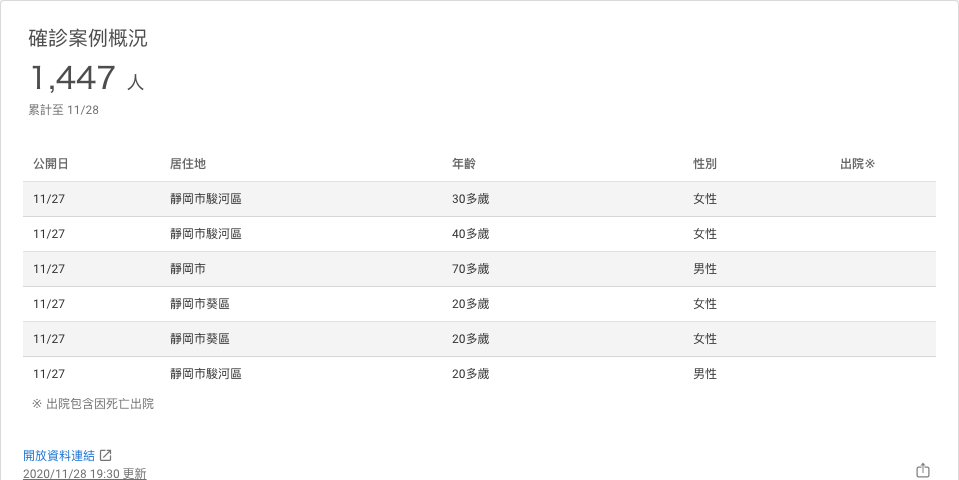 確診案例概況
1,447 人
累計至 11/28
公開日 居住地 年齡 性別 出院※
11/27 靜岡市駿河區 30多歲 女性
11/27 靜岡市駿河區 40多歲 女性
11/27 靜岡市 70多歲 男性
11/27 靜岡市葵區 20多歲 女性
11/27 靜岡市葵區 20多歲 女性
11/27 靜岡市駿河區 20多歲 男性
※ 出院包含因死亡出院
開放資料連結
2020/11/28 19:30 更新